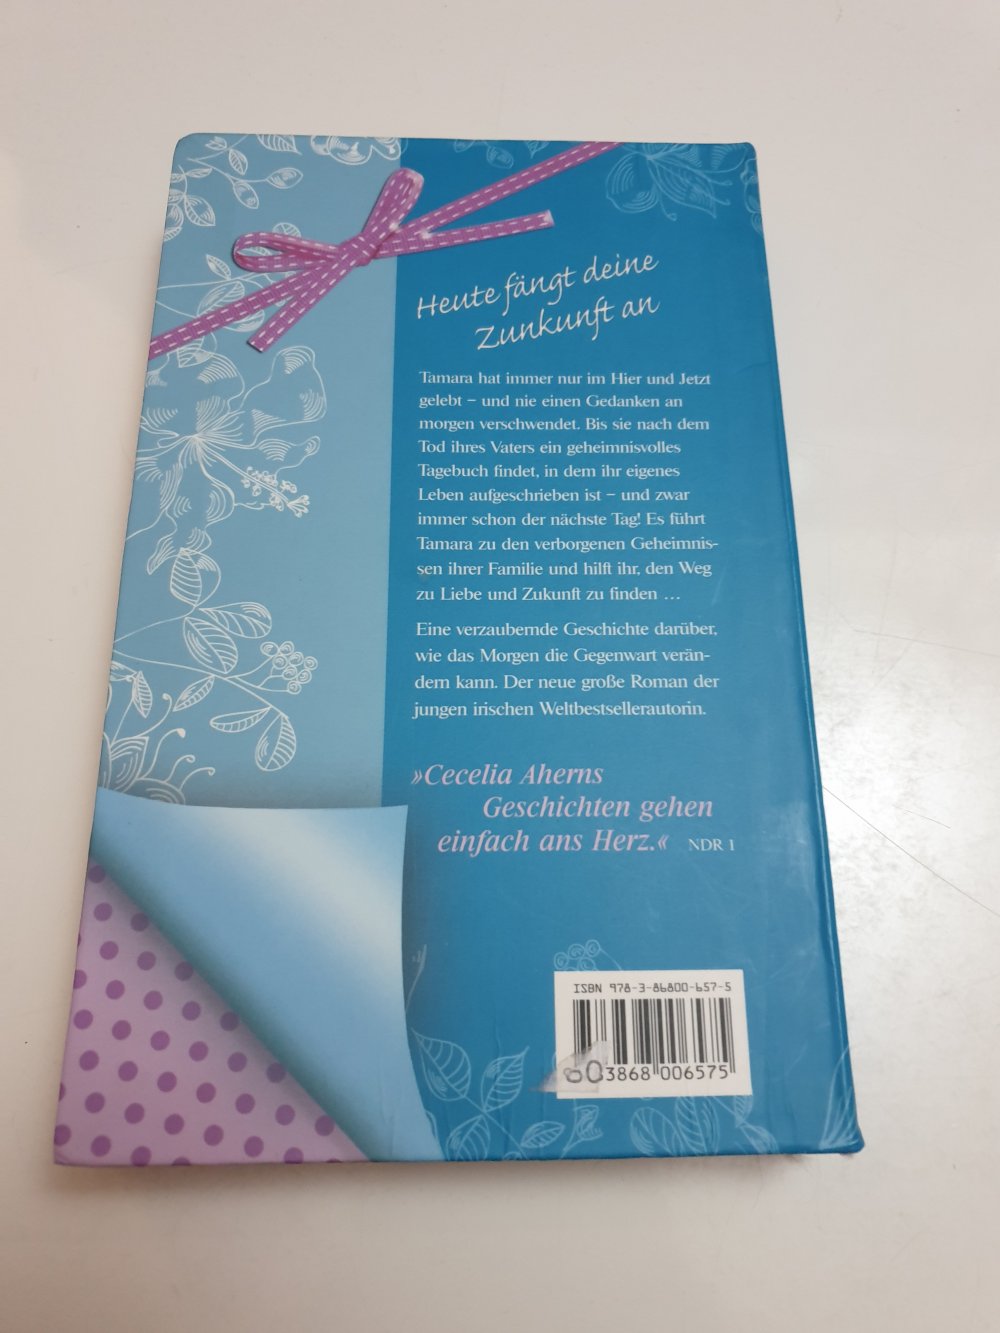 Heute fängt deine
Zunkunft an
Tamara hat immer nur im Hier und Jetzt
gelebt – und nie einen Gedanken an
morgen verschwendet. Bis sie nach dem
Tod ihres Vaters ein geheimnisvolles
Tagebuch findet, in dem ihr eigenes
Leben aufgeschrieben ist – und zwar
immer schon der nächste Tag! Es führt
Tamara zu den verborgenen Geheimnis-
sen ihrer Familie und hilft ihr, den Weg
zu Liebe und Zukunft zu finden ...
Eine verzaubernde Geschichte darüber,
wie das Morgen die Gegenwart verän-
dern kann. Der neue große Roman der
jungen irischen Weltbestsellerautorin.
»Cecelia Aherns
Geschichten gehen
einfach ans Herz.« NDR 1
ISBN 978-3-86800-657-5
3868 006575